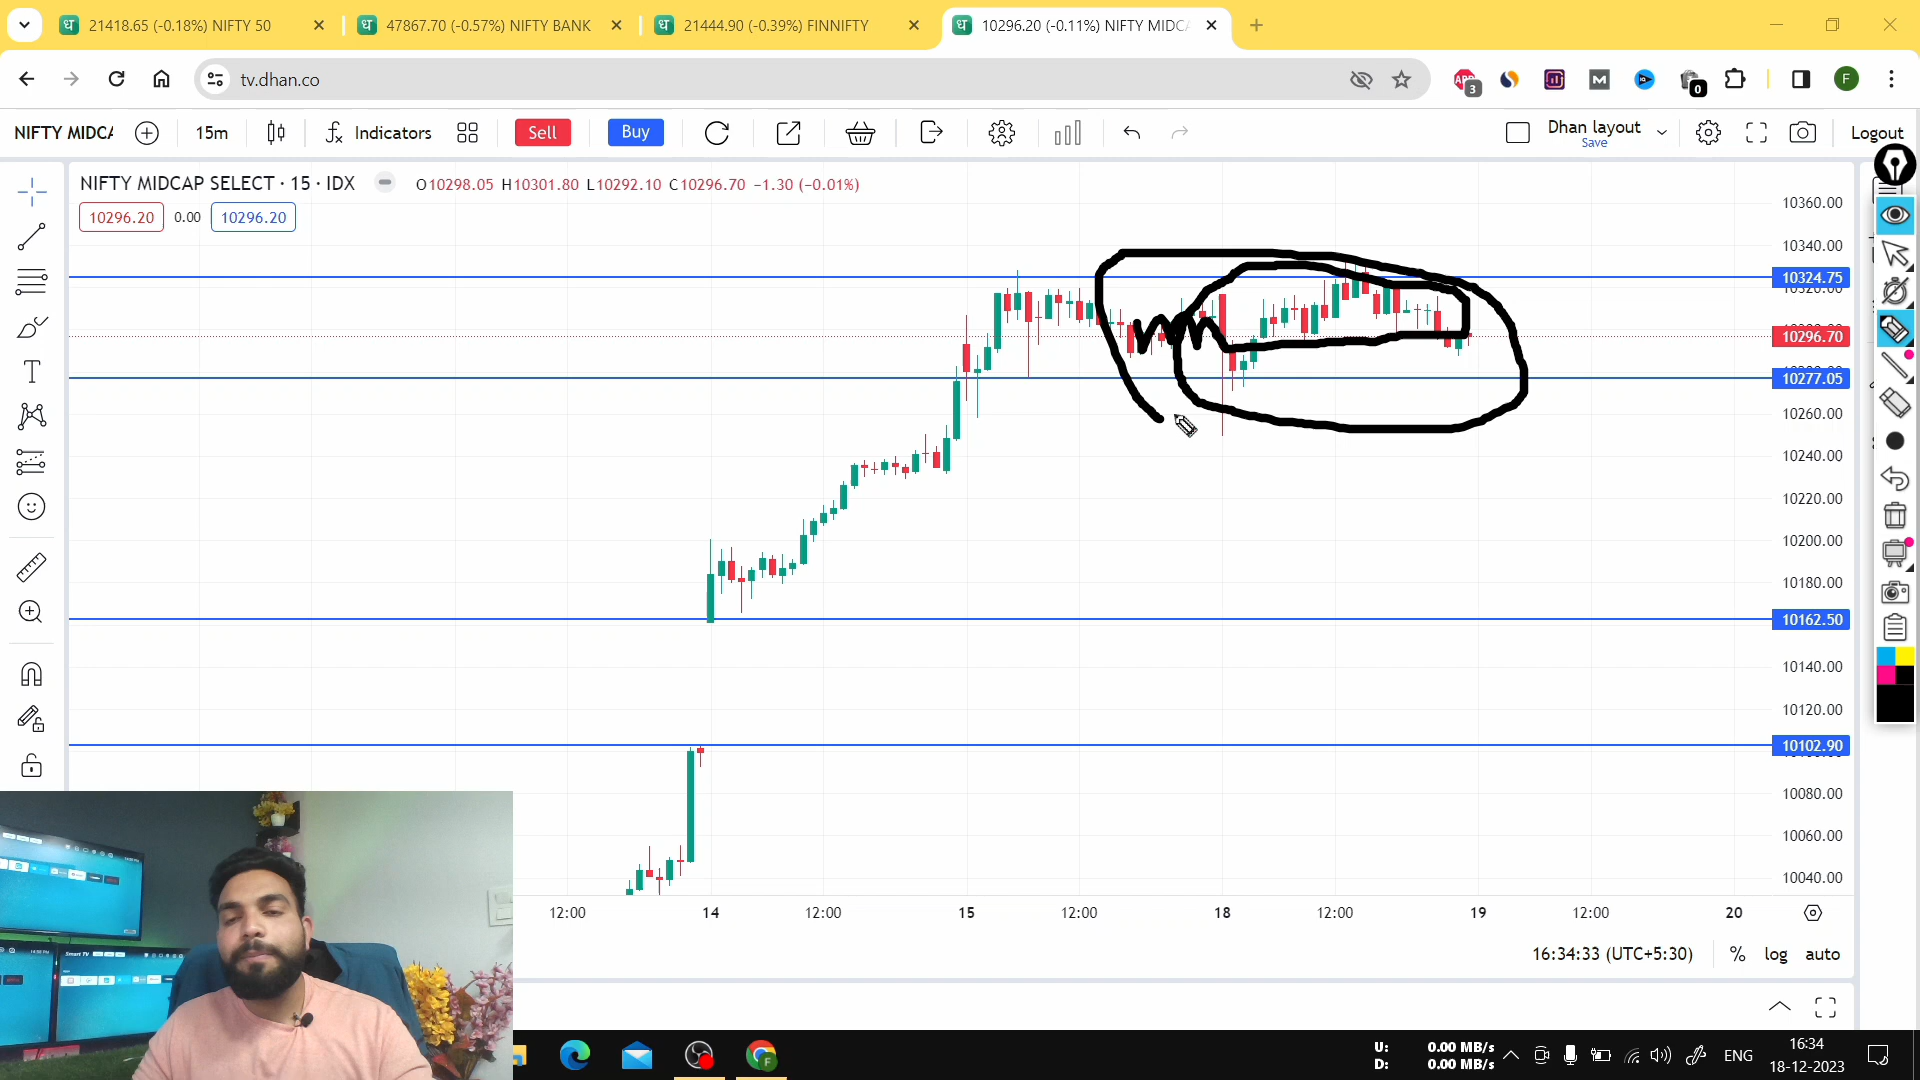 21418.65 (-0.18%) NIFTY 50
47867.70 (-0.57%) NIFTY BANK
21444.90 (-0.39%) FINNIFTY
10296.20 (-0.11%) NIFTY MIDC
tv.dhan.co
3
0
F
NIFTY MIDCA
15m
Indicators
Sell
Buy
Dhan layout
Save
Logout
NIFTY MIDCAP SELECT · 15 · IDX
O10298.05 H10301.80 L10292.10 C10296.70 −1.30 (−0.01%)
10296.20
0.00
10296.20
10360.00
10340.00
10324.75
10296.70
10277.05
10260.00
10240.00
10220.00
10200.00
10180.00
10162.50
10140.00
10120.00
10102.90
10080.00
10060.00
10040.00
12:00
14
12:00
15
12:00
18
12:00
19
12:00
20
16:34:33 (UTC+5:30)
%
log
auto
U: 0.00 MB/s
D: 0.00 MB/s
ENG
16:34
18-12-2023